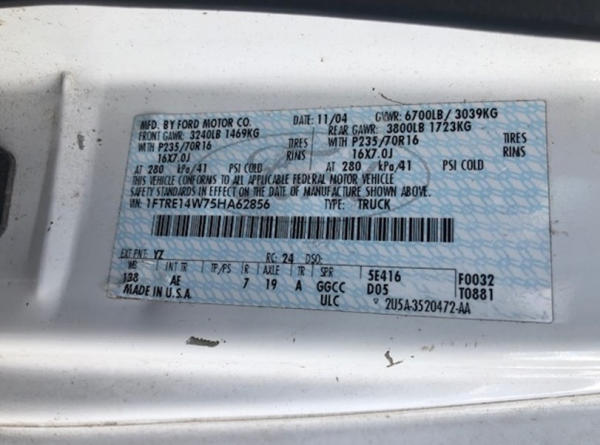 MFD. BY FORD MOTOR CO.
DATE: 11/04 GVWR: 6700LB/ 3039KG
FRONT GAWR: 3240LB 1469KG REAR GAWR: 3800LB 1723KG
WITH P235/70R16 TIRES WITH P235/70R16 TIRES
16X7.0J RINS 16X7.0J RINS
AT 280 kPa/41 PSI COLD AT 280 kPa/41 PSI COLD
THIS VEHICLE CONFORMS TO ALL APPLICABLE FEDERAL MOTOR VEHICLE
SAFETY STANDARDS IN EFFECT ON THE DATE OF MANUFACTURE SHOWN ABOVE.
VIN: 1FTRE14W75HA62856 TYPE: TRUCK
EXT PNT: YZ RC: 24 DSO:
WB INT TR TP/PS R AXLE TR SPR
138 AE 7 19 A GGCC 5E416 F0032
MADE IN U.S.A. ULC D05 T0881
2U5A-3520472-AA